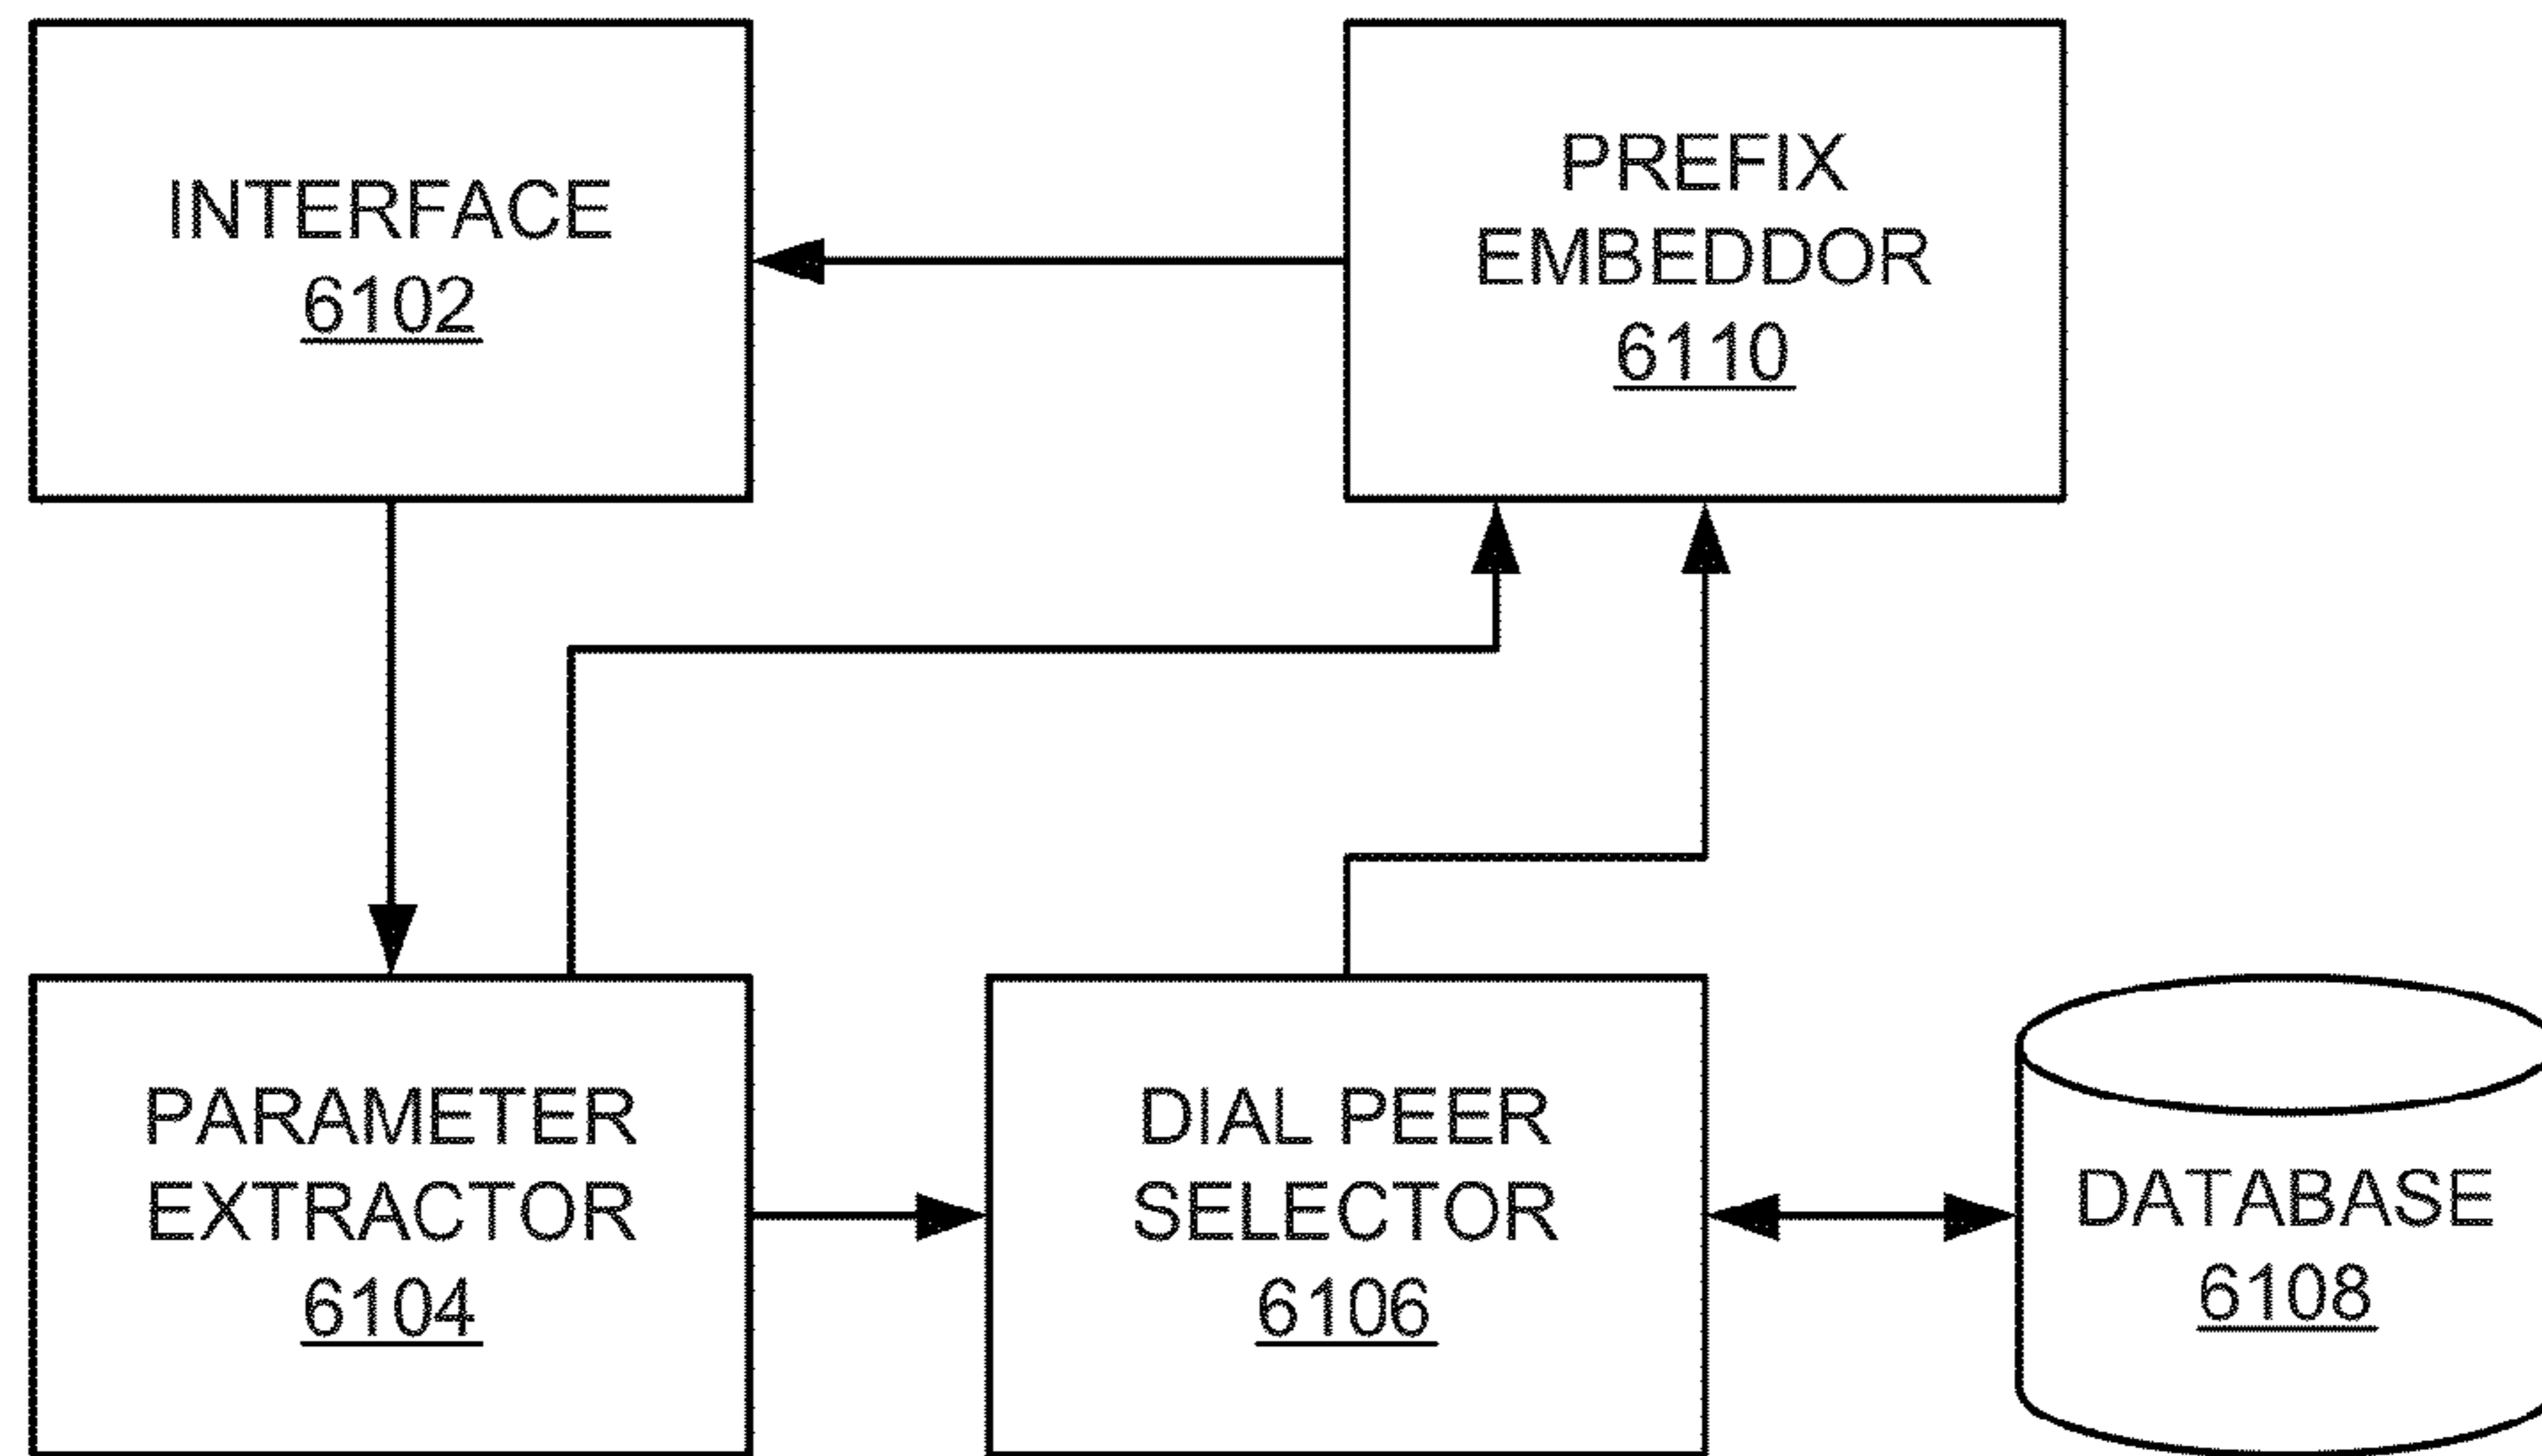 INTERFACE
6102
PREFIX
EMBEDDOR
6110
PARAMETER
EXTRACTOR
6104
DIAL PEER
SELECTOR
6106
DATABASE
6108